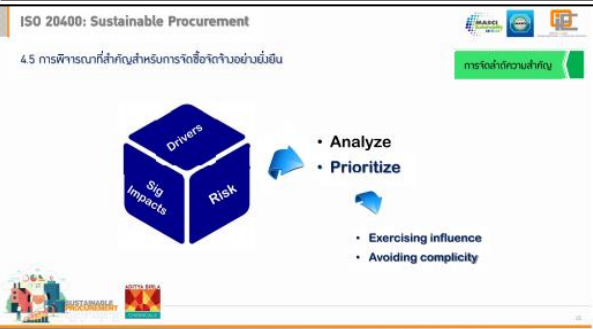 ISO 20400: Sustainable Procurement
4.5 การพิจารณาที่สำคัญสำหรับการจัดซื้อจัดจ้างอย่างยั่งยืน
การจัดลำดับความสำคัญ
Drivers
Sig Impacts
Risk
• Analyze
• Prioritize
• Exercising influence
• Avoiding complicity
SUSTAINABLE
PROCUREMENT
ADITYA BIRLA
CHEMICALS